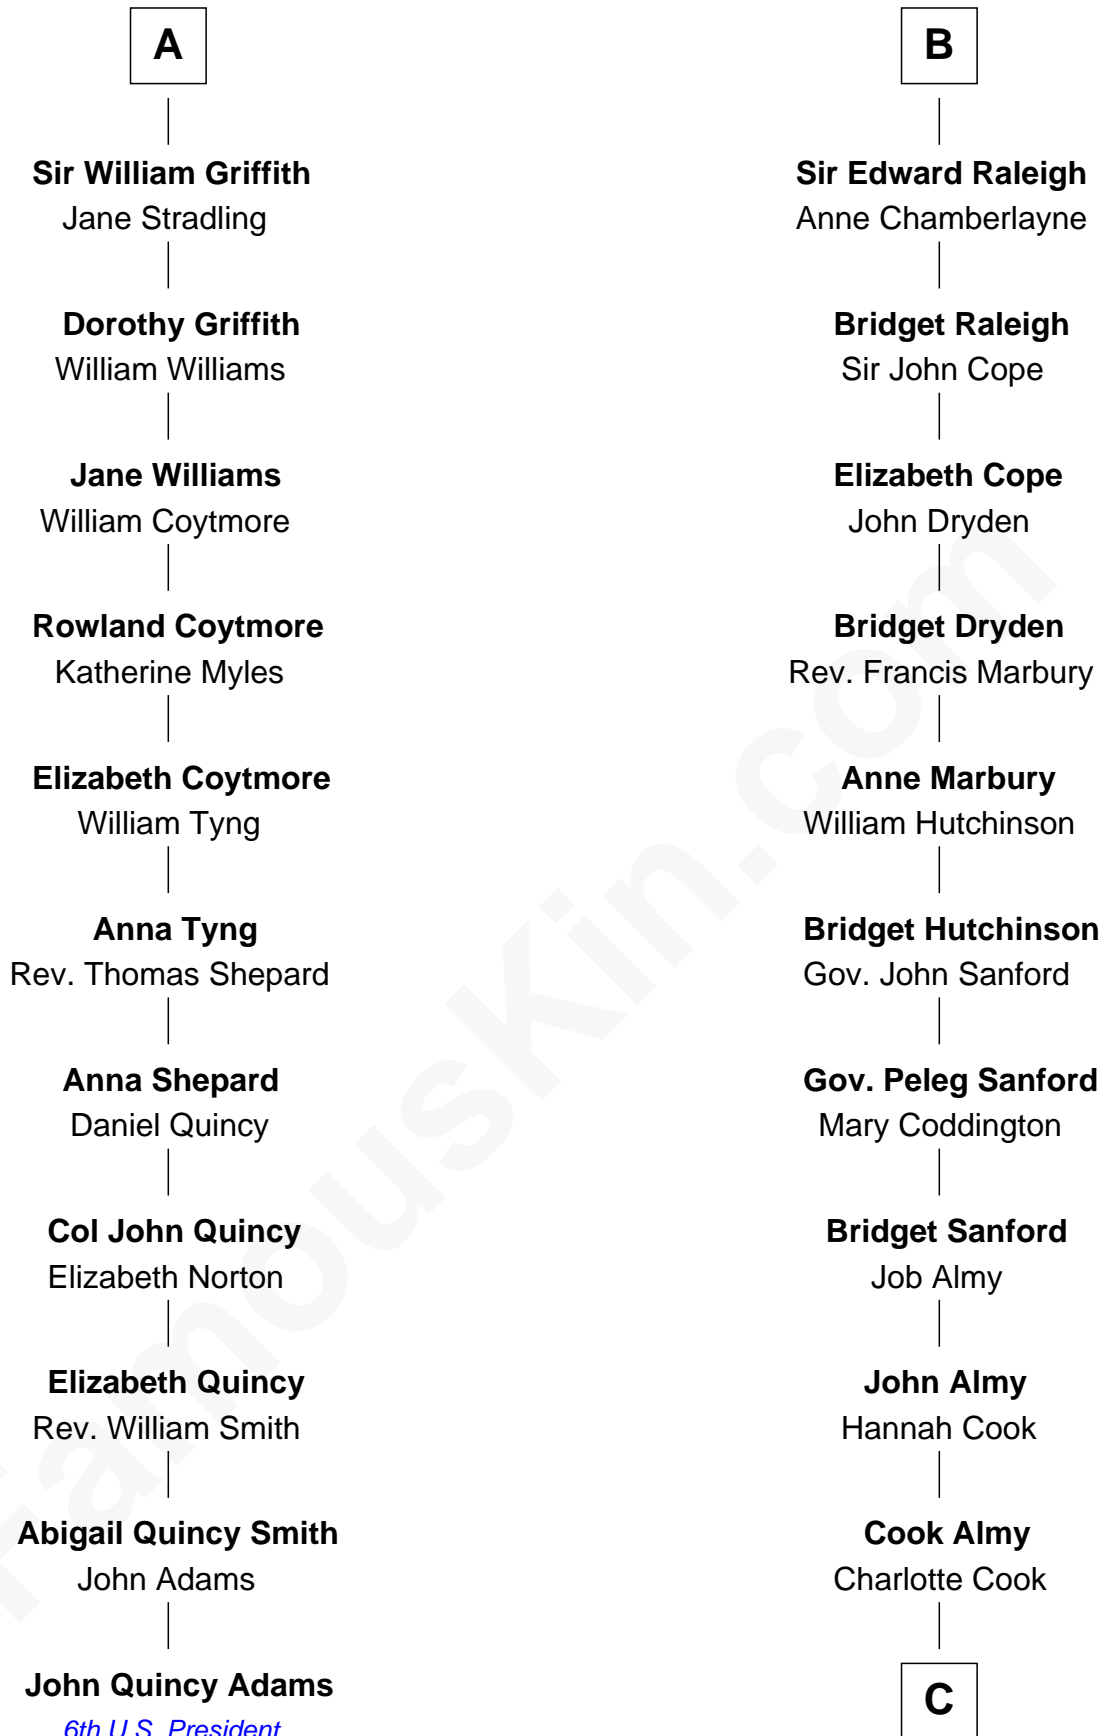 A
Sir William Griffith
Jane Stradling
Dorothy Griffith
William Williams
Jane Williams
William Coytmore
Rowland Coytmore
Katherine Myles
Elizabeth Coytmore
William Tyng
Anna Tyng
Rev. Thomas Shepard
Anna Shepard
Daniel Quincy
Col John Quincy
Elizabeth Norton
Elizabeth Quincy
Rev. William Smith
Abigail Quincy Smith
John Adams
John Quincy Adams
6th U.S. President
B
Sir Edward Raleigh
Anne Chamberlayne
Bridget Raleigh
Sir John Cope
Elizabeth Cope
John Dryden
Bridget Dryden
Rev. Francis Marbury
Anne Marbury
William Hutchinson
Bridget Hutchinson
Gov. John Sanford
Gov. Peleg Sanford
Mary Coddington
Bridget Sanford
Job Almy
John Almy
Hannah Cook
Cook Almy
Charlotte Cook
C
FamousKin.com